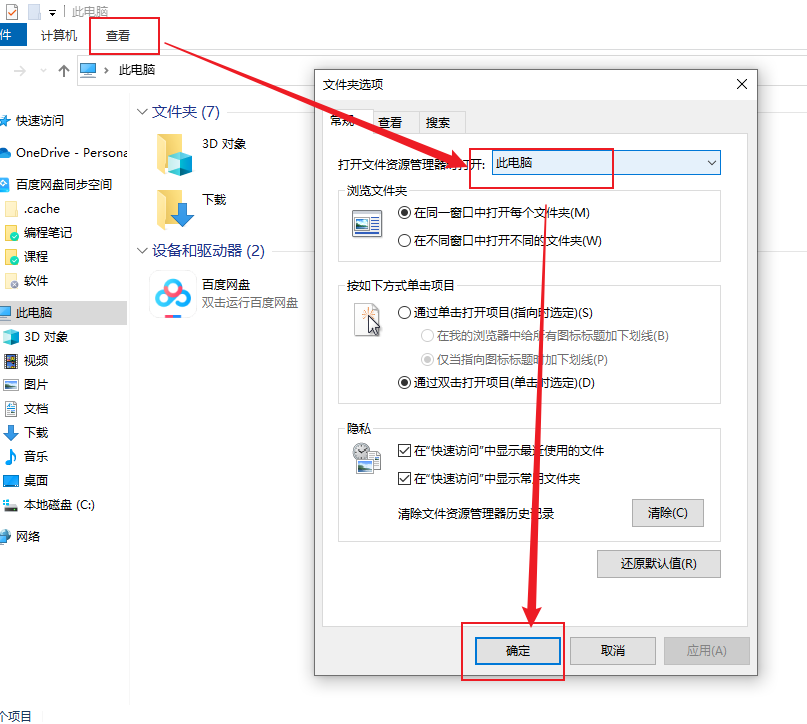 此电脑
件
计算机
查看
此电脑
快速访问
OneDrive - Persona
百度网盘同步空间
.cache
编程笔记
课程
软件
此电脑
3D 对象
视频
图片
文档
下载
音乐
桌面
本地磁盘 (C:)
网络
个项目
文件夹 (7)
3D 对象
下载
设备和驱动器 (2)
百度网盘
双击运行百度网盘
文件夹选项
常规
查看
搜索
打开文件资源管理器时打开:
此电脑
浏览文件夹
在同一窗口中打开每个文件夹(M)
在不同窗口中打开不同的文件夹(W)
按如下方式单击项目
通过单击打开项目(指向时选定)(S)
在我的浏览器中给所有图标标题加下划线(B)
仅当指向图标标题时加下划线(P)
通过双击打开项目(单击时选定)(D)
隐私
在"快速访问"中显示最近使用的文件
在"快速访问"中显示常用文件夹
清除文件资源管理器历史记录
清除(C)
还原默认值(R)
确定
取消
应用(A)